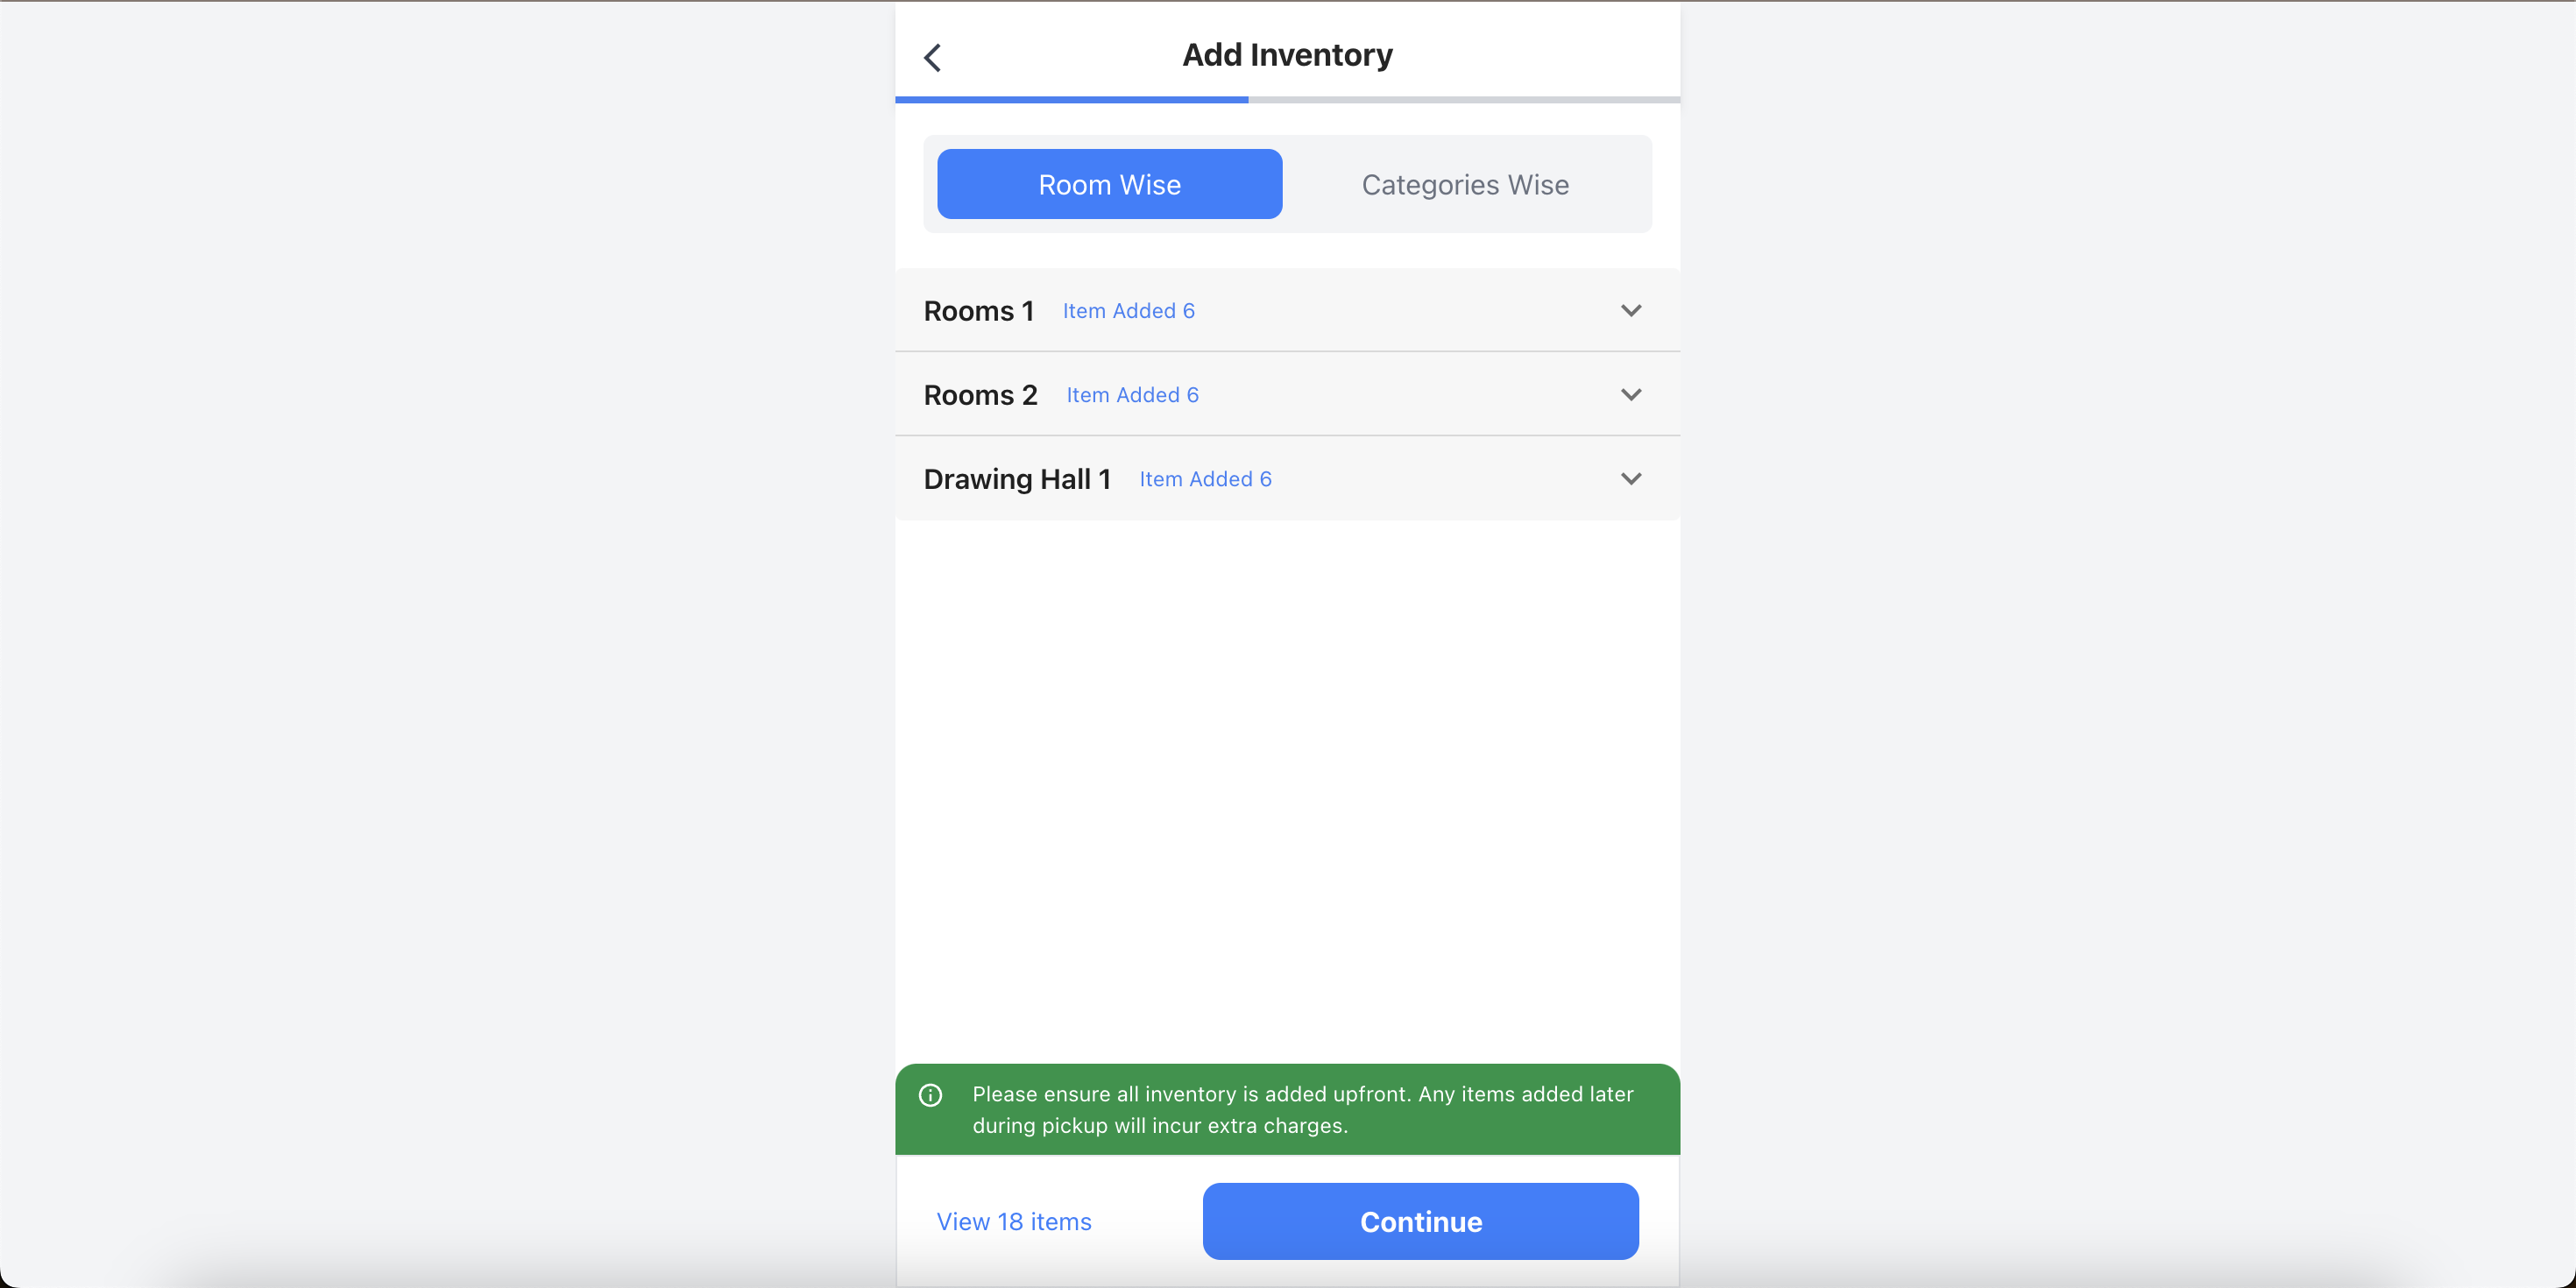 Add Inventory
Room Wise
Categories Wise
Rooms 1 Item Added 6
Rooms 2 Item Added 6
Drawing Hall 1 Item Added 6
Please ensure all inventory is added upfront. Any items added later
during pickup will incur extra charges.
View 18 items
Continue